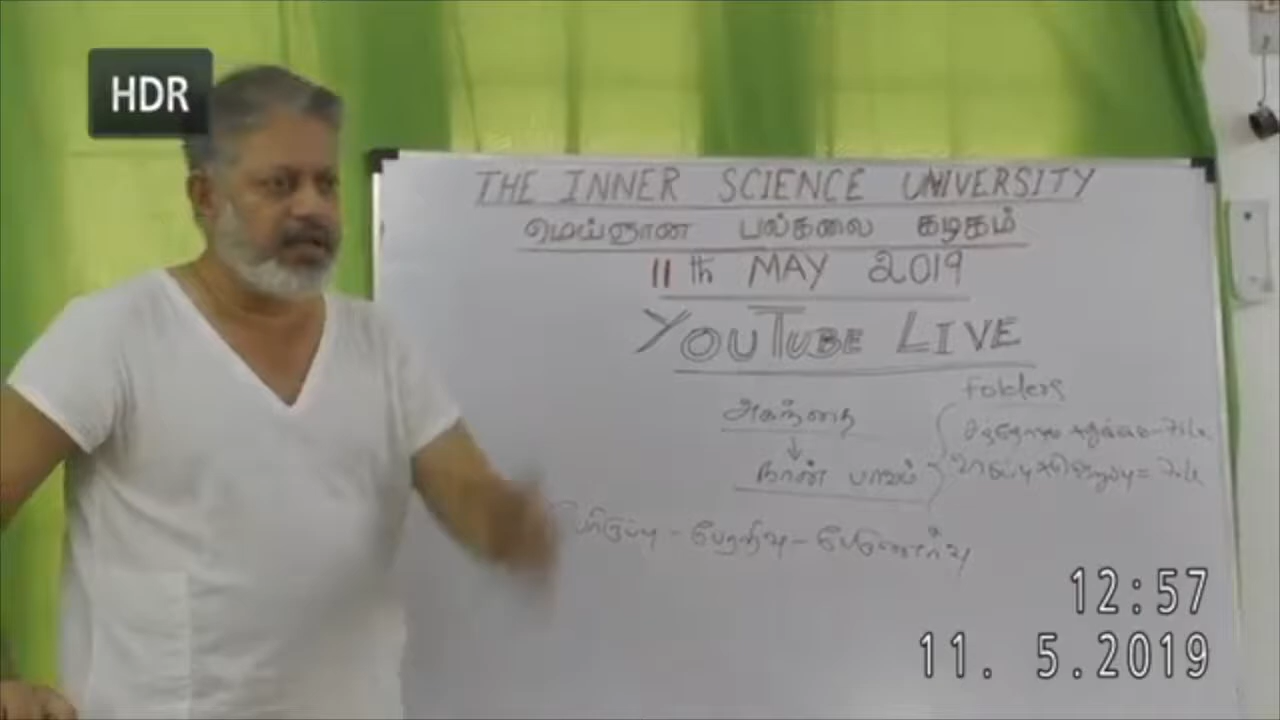 HDR
THE INNER SCIENCE UNIVERSITY
மெய்ஞான பல்கலை கழகம்
11th MAY 2019
YOUTUBE LIVE
folders
அகந்தை
நான் பாவம்
பேரறிவு
12:57
11. 5.2019